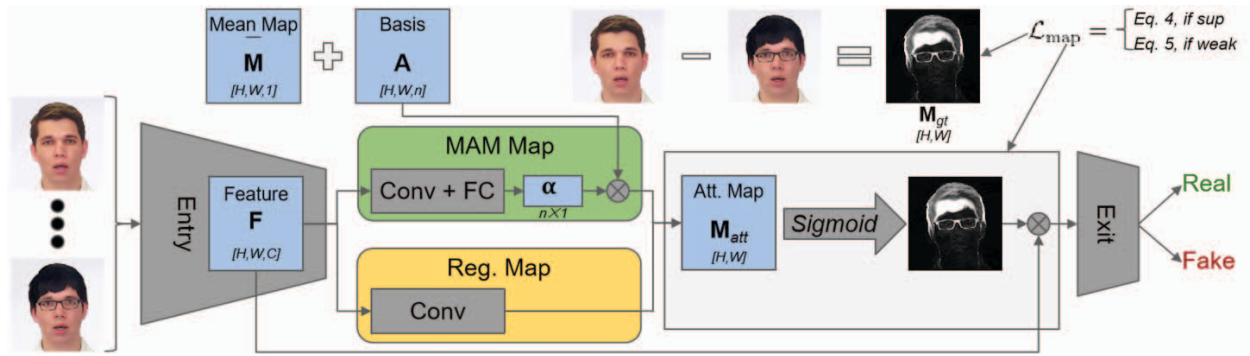 Mean Map
M̅
[H,W,1]
Basis
A
[H,W,n]
M_gt
[H,W]
ℒ_map = Eq. 4, if sup
Eq. 5, if weak
Entry
Feature
F
[H,W,C]
MAM Map
Conv + FC
α
n×1
Reg. Map
Conv
Att. Map
M_att
[H,W]
Sigmoid
Exit
Real
Fake